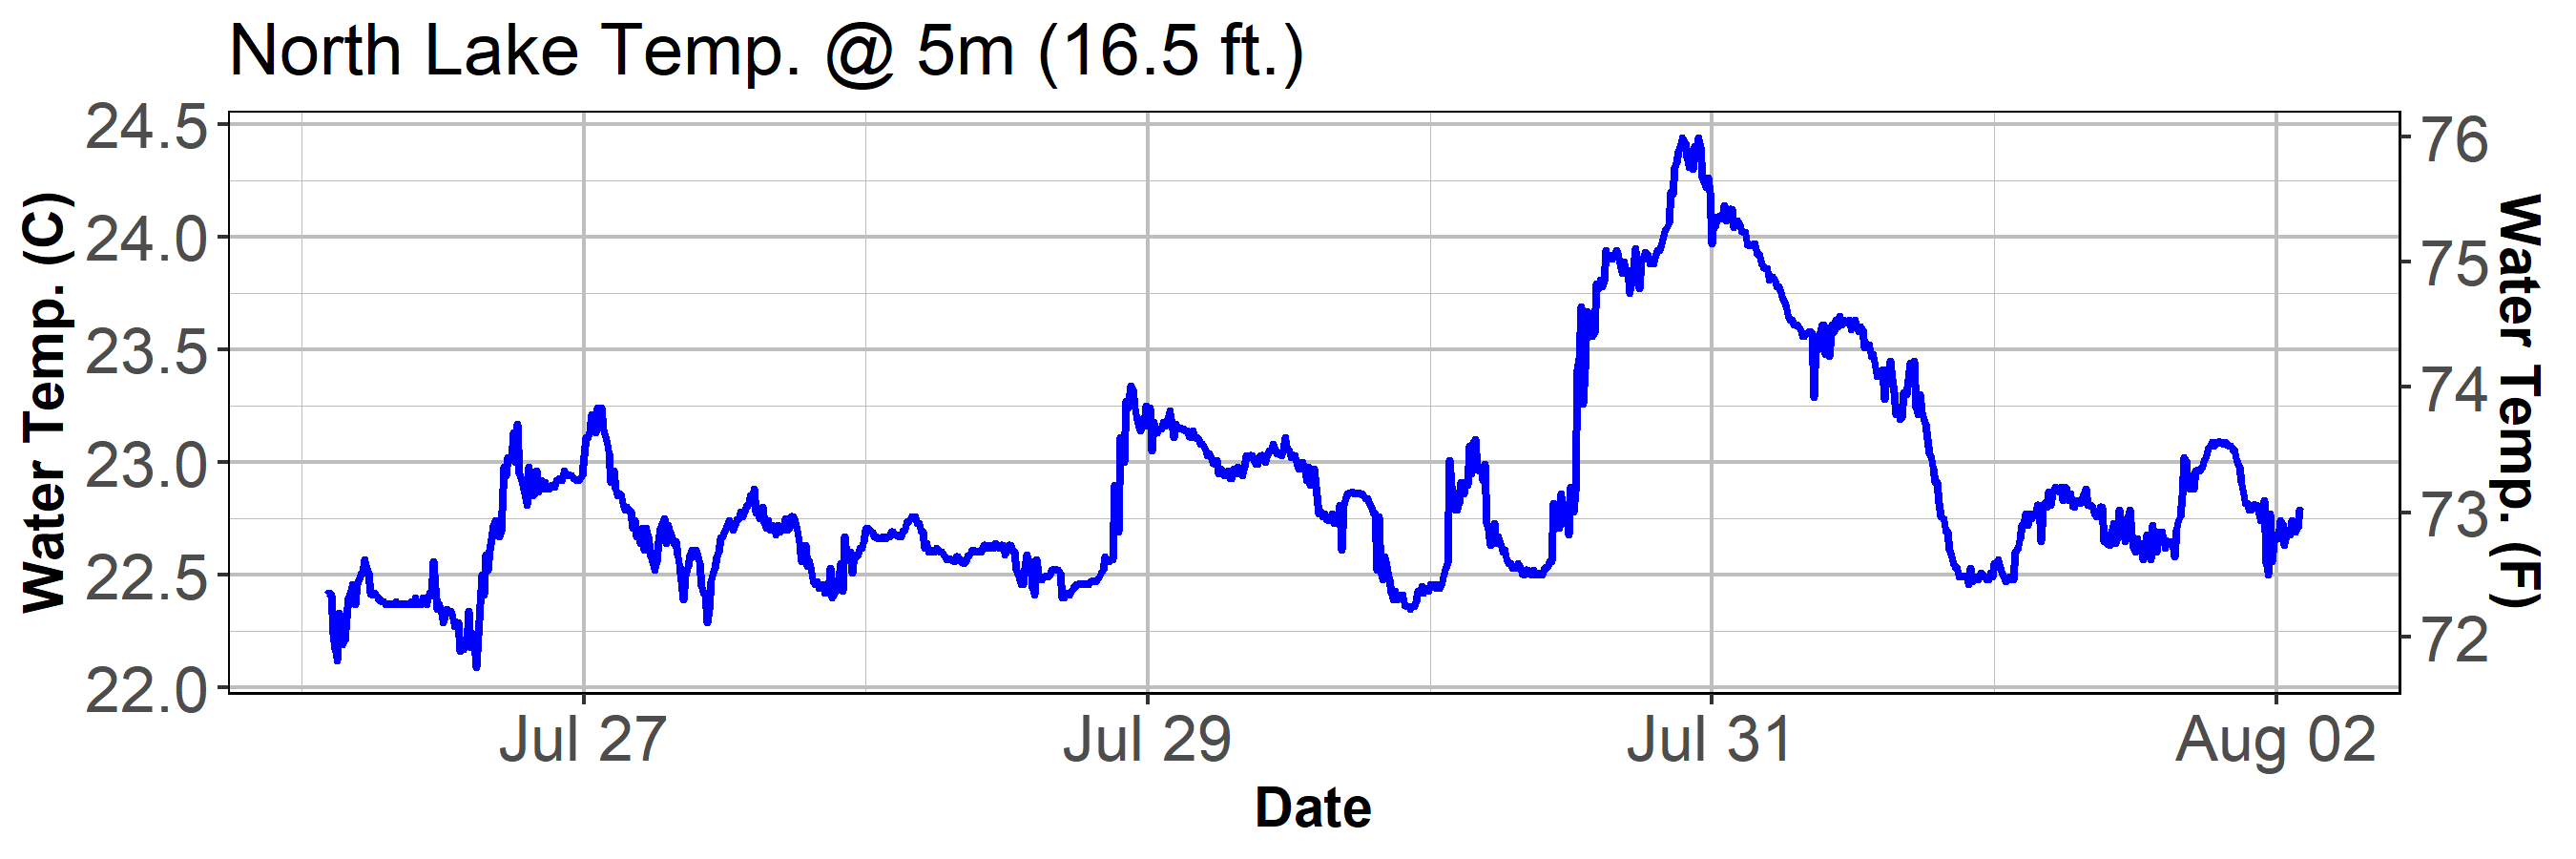 North Lake Temp. @ 5m (16.5 ft.)
Water Temp. (C)
24.5
24.0
23.5
23.0
22.5
22.0
76
75
74
73
72
Water Temp. (F)
Jul 27
Jul 29
Jul 31
Aug 02
Date